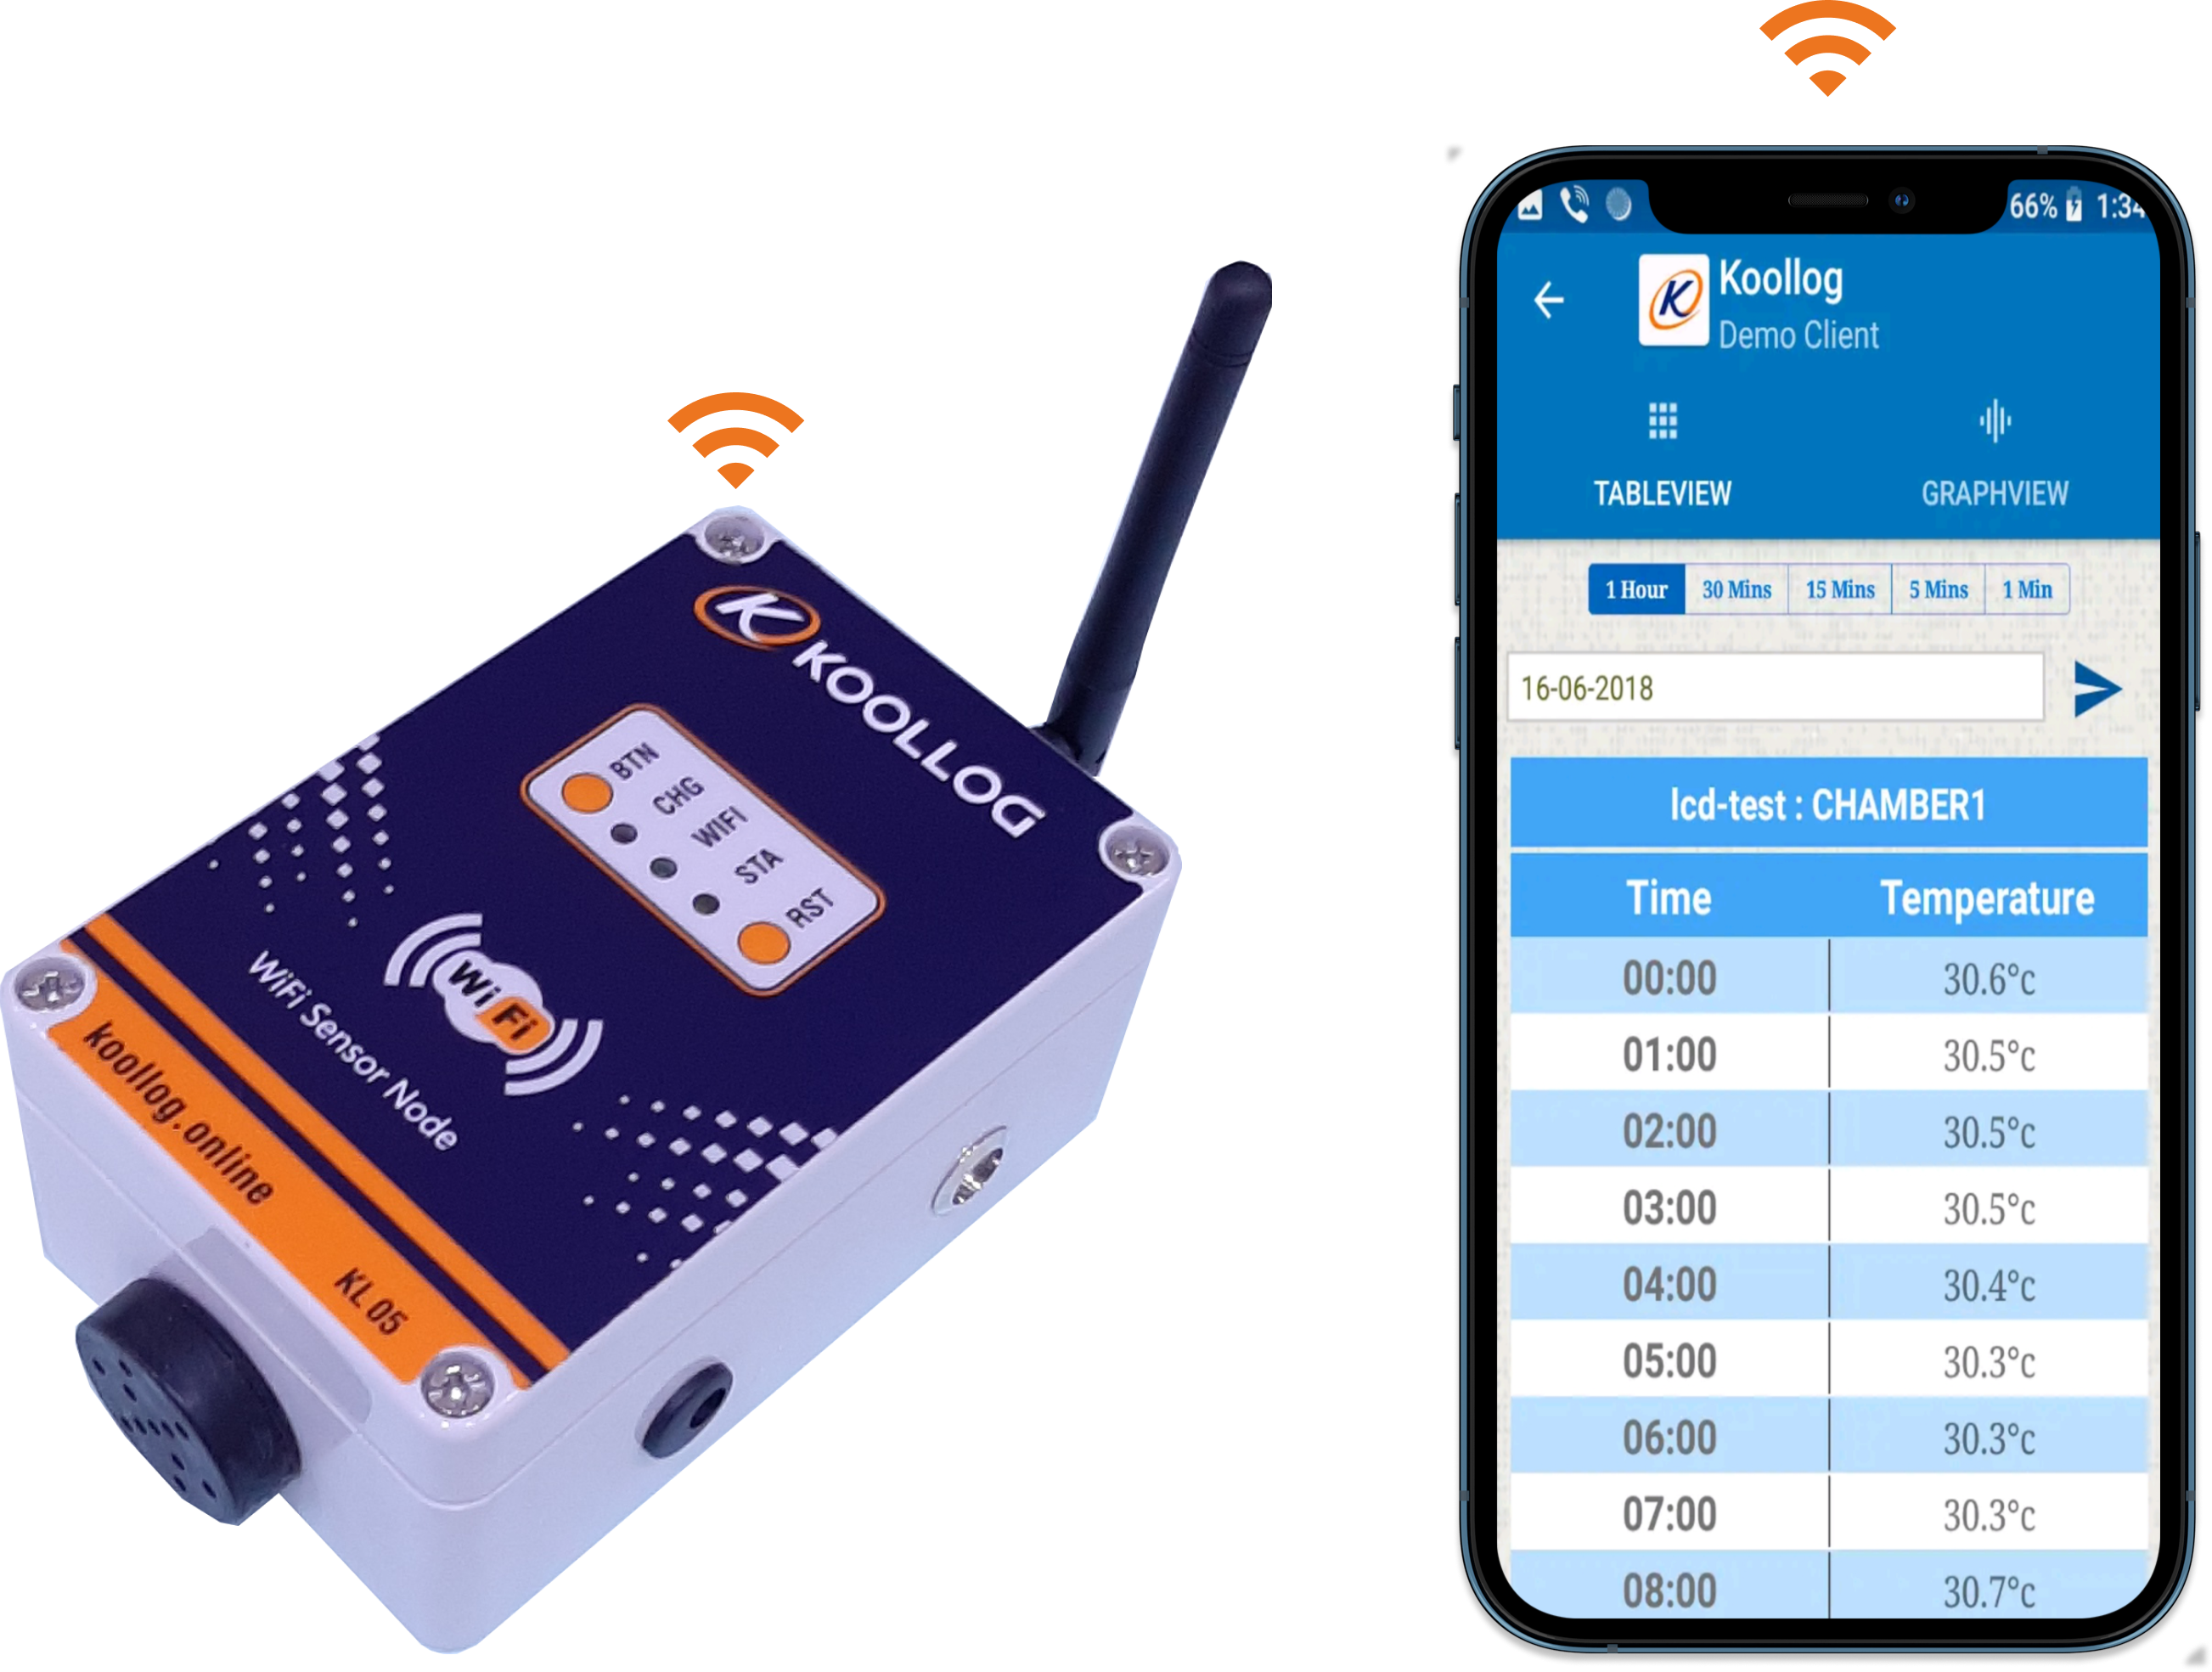 K KOOLLOG
BTN
CHG
WIFI
STA
RST
WiFi
WiFi Sensor Node
koollog.online KL 05
66% 1:34
K Koollog
Demo Client
TABLEVIEW GRAPHVIEW
1 Hour 30 Mins 15 Mins 5 Mins 1 Min
16-06-2018
lcd-test : CHAMBER1
Time Temperature
00:00 30.6°c
01:00 30.5°c
02:00 30.5°c
03:00 30.5°c
04:00 30.4°c
05:00 30.3°c
06:00 30.3°c
07:00 30.3°c
08:00 30.7°c